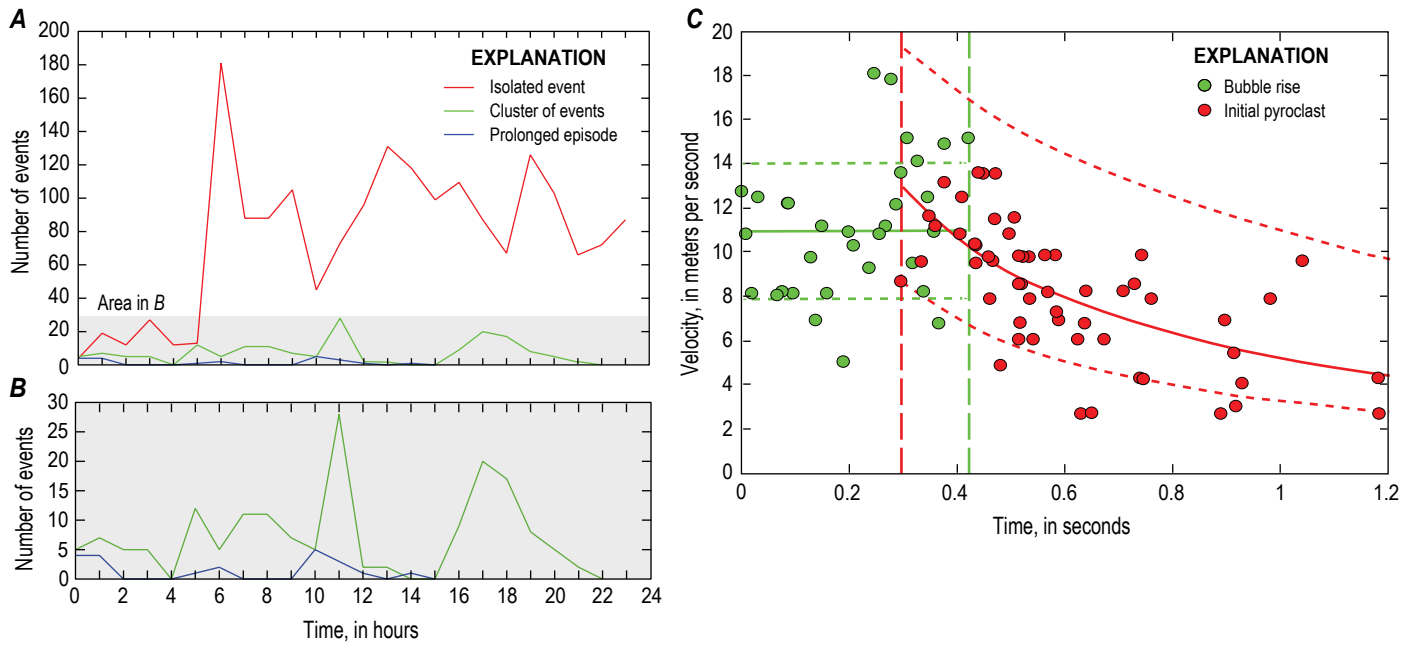 A
200
180
160
140
120
100
80
60
40
20
0
Number of events
EXPLANATION
Isolated event
Cluster of events
Prolonged episode
Area in B
B
30
25
20
15
10
5
0
Number of events
0 2 4 6 8 10 12 14 16 18 20 22 24
Time, in hours
C
20
18
16
14
12
10
8
6
4
2
0
Velocity, in meters per second
EXPLANATION
Bubble rise
Initial pyroclast
0 0.2 0.4 0.6 0.8 1 1.2
Time, in seconds